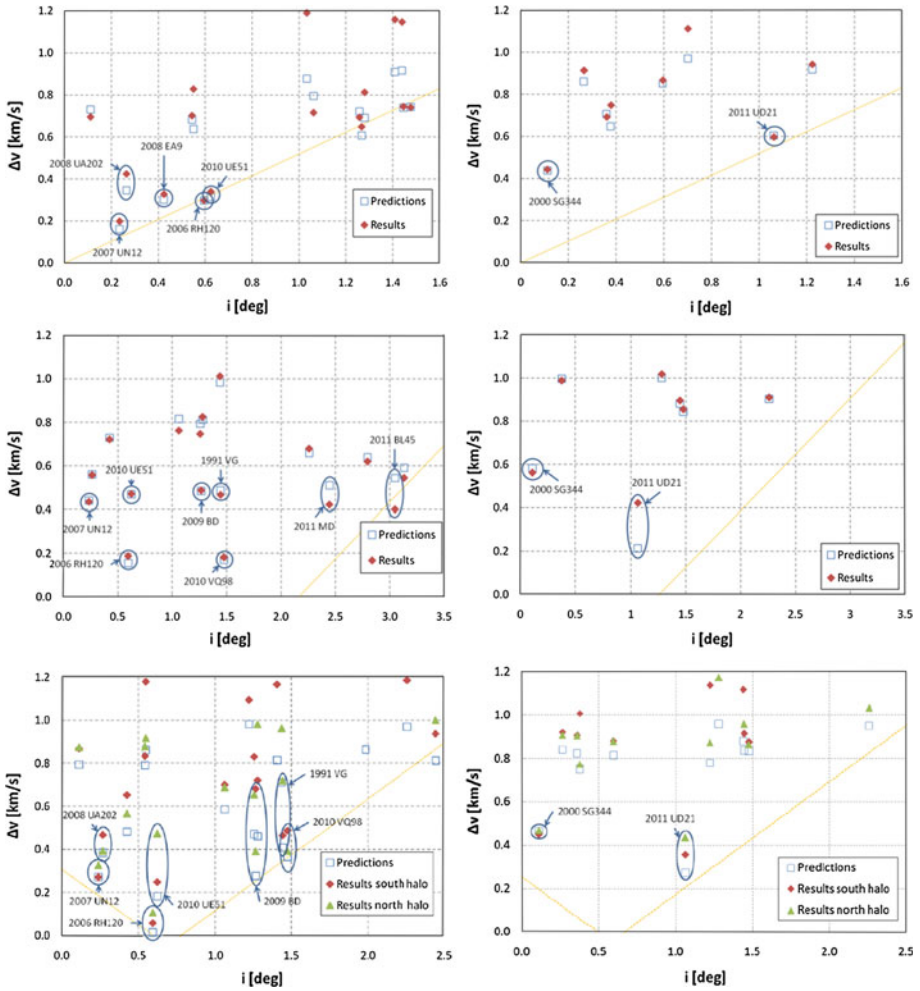 1.2
1.0
0.8
0.6
0.4
0.2
0.0
Δv [km/s]
2008 UA202
2008 EA9
2010 UE51
2006 RH120
2007 UN12
Predictions
Results
0.0 0.2 0.4 0.6 0.8 1.0 1.2 1.4 1.6
i [deg]
1.2
1.0
0.8
0.6
0.4
0.2
0.0
Δv [km/s]
2011 UD21
2000 SG344
Predictions
Results
0.0 0.2 0.4 0.6 0.8 1.0 1.2 1.4 1.6
i [deg]
1.2
1.0
0.8
0.6
0.4
0.2
0.0
Δv [km/s]
2011 BL45
2010 UE51
1991 VG
2007 UN12
2009 BD
2011 MD
2006 RH120
2010 VQ98
Predictions
Results
0.0 0.5 1.0 1.5 2.0 2.5 3.0 3.5
i [deg]
1.2
1.0
0.8
0.6
0.4
0.2
0.0
Δv [km/s]
2000 SG344
2011 UD21
Predictions
Results
0.0 0.5 1.0 1.5 2.0 2.5 3.0 3.5
i [deg]
1.2
1.0
0.8
0.6
0.4
0.2
0.0
Δv [km/s]
1991 VG
2008 UA202
2010 VQ98
2007 UN12
2010 UE51
2009 BD
2006 RH120
Predictions
Results south halo
Results north halo
0.0 0.5 1.0 1.5 2.0 2.5
i [deg]
1.2
1.0
0.8
0.6
0.4
0.2
0.0
Δv [km/s]
2000 SG344
2011 UD21
Predictions
Results south halo
Results north halo
0.0 0.5 1.0 1.5 2.0 2.5
i [deg]